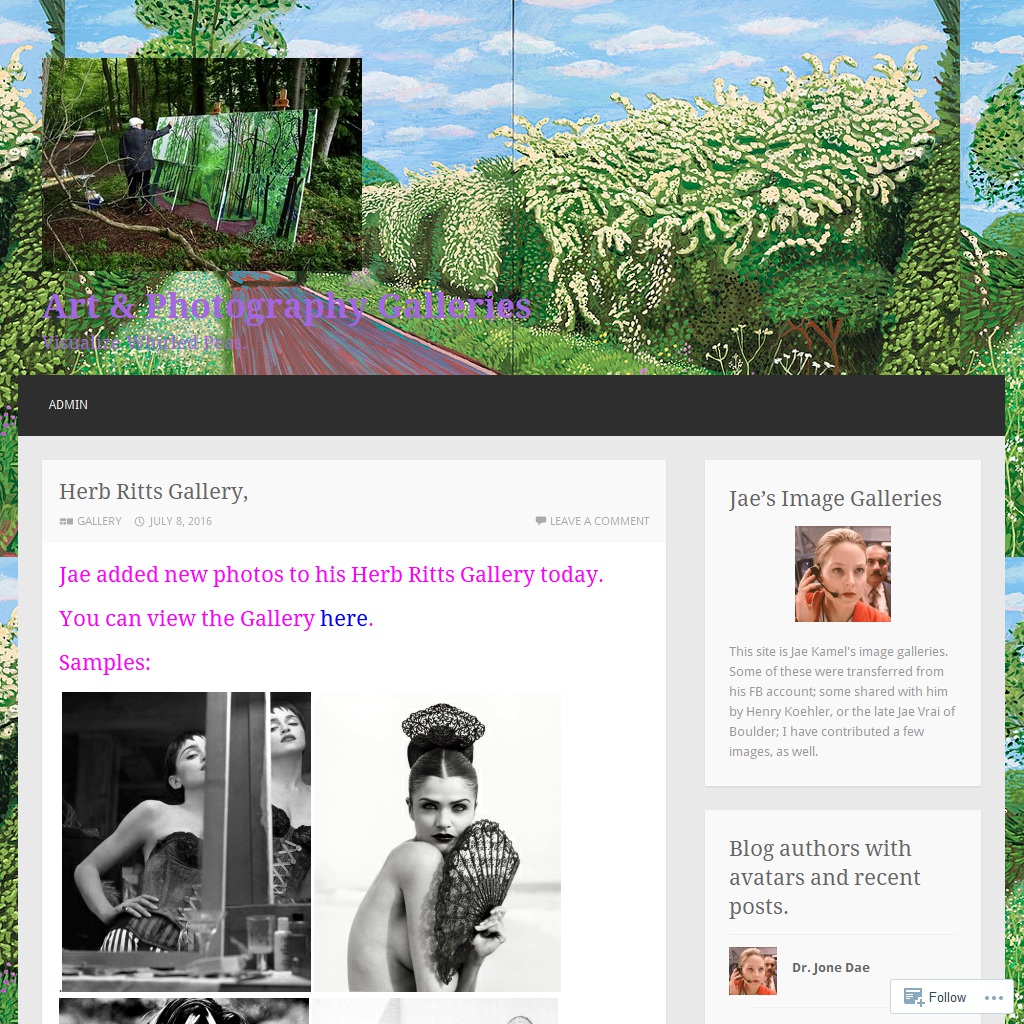 Art & Photography Galleries
Visualize Whirled Peas
ADMIN
Herb Ritts Gallery,
GALLERY JULY 8, 2016 LEAVE A COMMENT
Jae added new photos to his Herb Ritts Gallery today.
You can view the Gallery here.
Samples:
Jae’s Image Galleries
This site is Jae Kamel's image galleries.
Some of these were transferred from
his FB account; some shared with him
by Henry Koehler, or the late Jae Vrai of
Boulder; I have contributed a few
images, as well.
Blog authors with
avatars and recent
posts.
Dr. Jone Dae
Follow